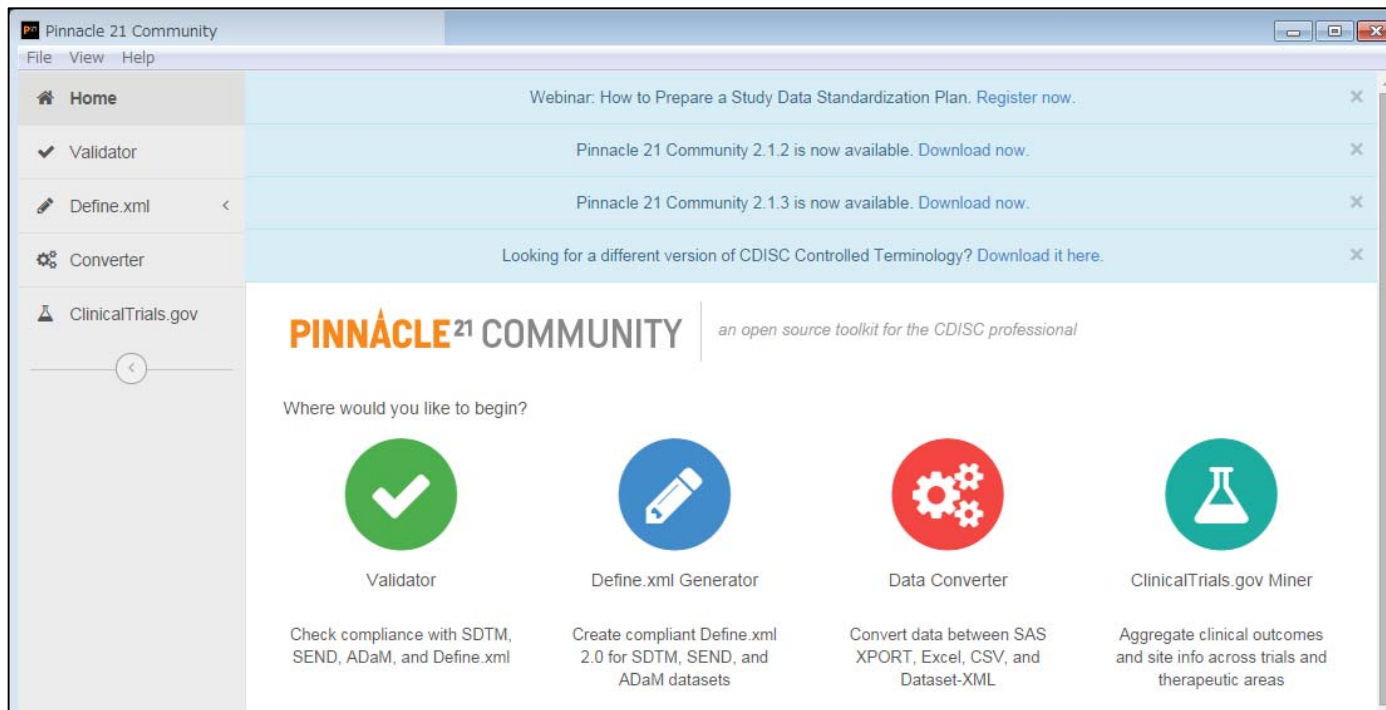 Pinnacle 21 Community
File View Help
Home
Validator
Define.xml
Converter
ClinicalTrials.gov
Webinar: How to Prepare a Study Data Standardization Plan. Register now.
Pinnacle 21 Community 2.1.2 is now available. Download now.
Pinnacle 21 Community 2.1.3 is now available. Download now.
Looking for a different version of CDISC Controlled Terminology? Download it here.
PINNACLE 21 COMMUNITY
an open source toolkit for the CDISC professional
Where would you like to begin?
Validator
Check compliance with SDTM,
SEND, ADaM, and Define.xml
Define.xml Generator
Create compliant Define.xml
2.0 for SDTM, SEND, and
ADaM datasets
Data Converter
Convert data between SAS
XPORT, Excel, CSV, and
Dataset-XML
ClinicalTrials.gov Miner
Aggregate clinical outcomes
and site info across trials and
therapeutic areas